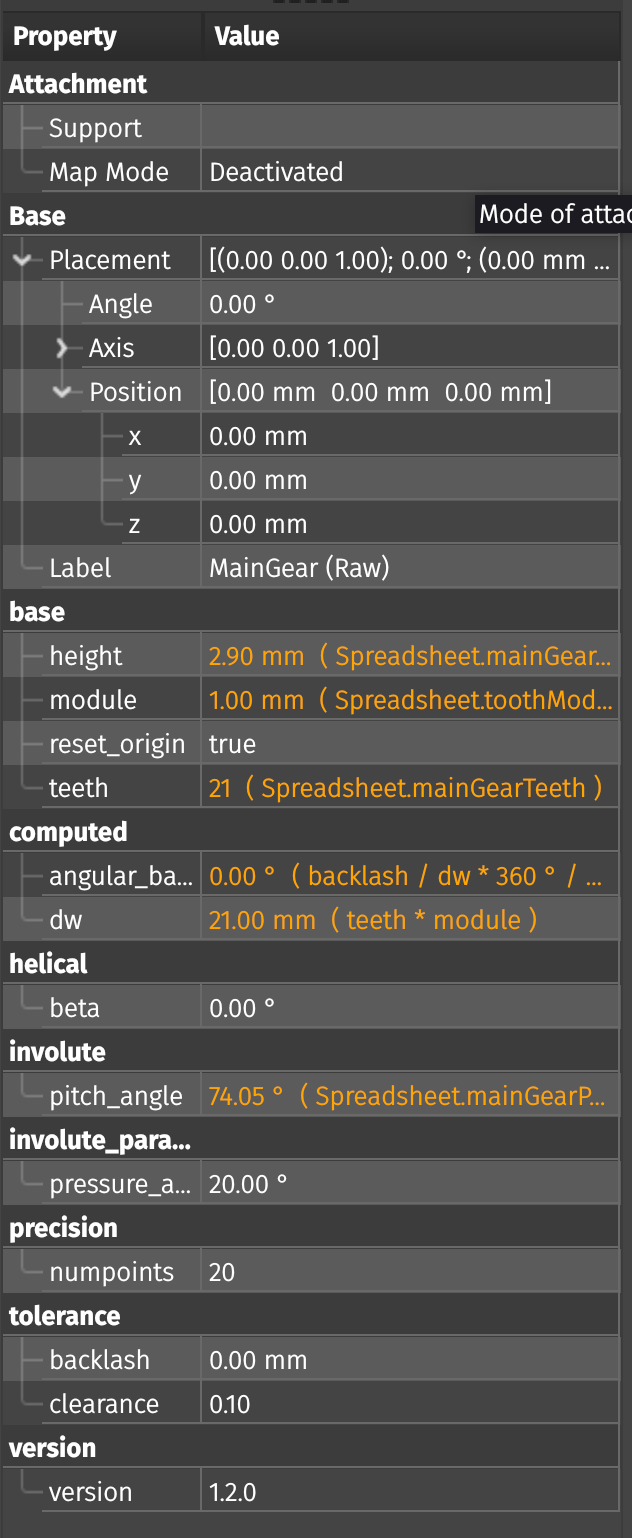 Property Value
Attachment
Support
Map Mode Deactivated
Base
Mode of attac
Placement [(0.00 0.00 1.00); 0.00 °; (0.00 mm ...
Angle 0.00 °
Axis [0.00 0.00 1.00]
Position [0.00 mm 0.00 mm 0.00 mm]
x 0.00 mm
y 0.00 mm
z 0.00 mm
Label MainGear (Raw)
base
height 2.90 mm ( Spreadsheet.mainGear...
module 1.00 mm ( Spreadsheet.toothMod...
reset_origin true
teeth 21 ( Spreadsheet.mainGearTeeth )
computed
angular_ba... 0.00 ° ( backlash / dw * 360 ° / ...
dw 21.00 mm ( teeth * module )
helical
beta 0.00 °
involute
pitch_angle 74.05 ° ( Spreadsheet.mainGearP...
involute_para...
pressure_a... 20.00 °
precision
numpoints 20
tolerance
backlash 0.00 mm
clearance 0.10
version
version 1.2.0